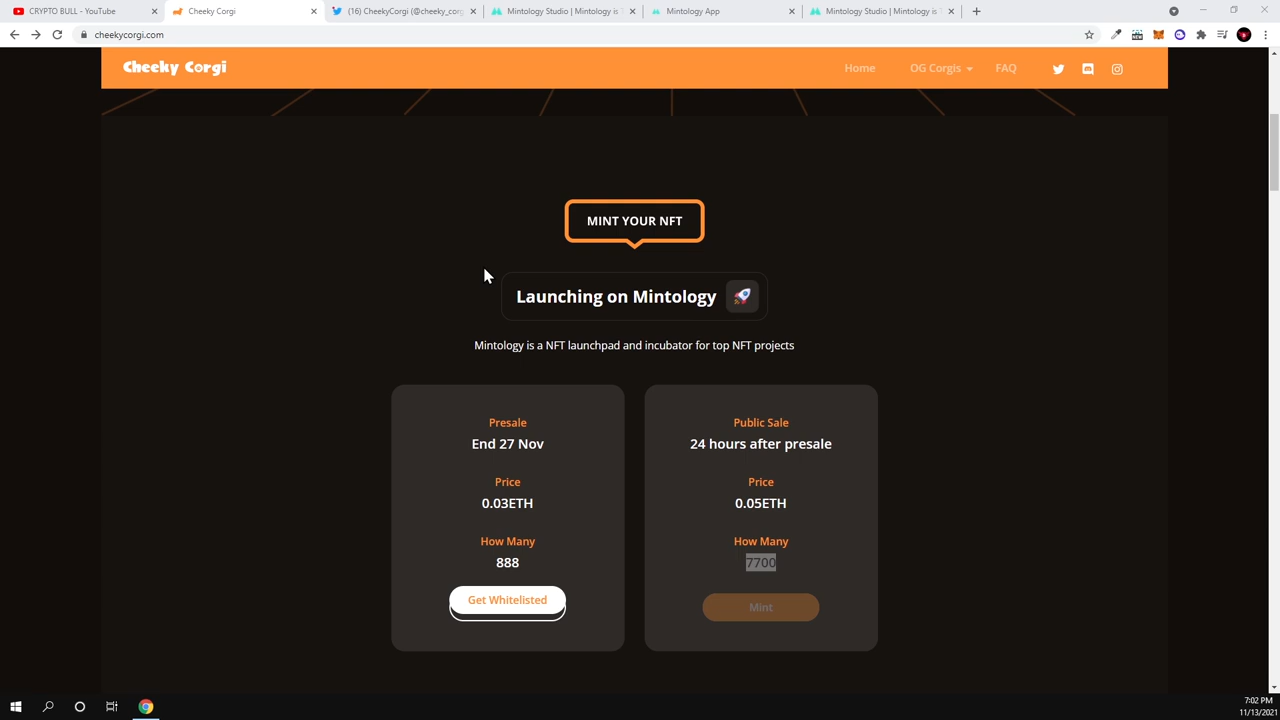 CRYPTO BULL - YouTube
Cheeky Corgi
(16) CheekyCorgi (@cheeky_corg
Mintology Studio | Mintology is T
Mintology App
Mintology Studio | Mintology is T
cheekycorgi.com
Cheeky Corgi
Home
OG Corgis
FAQ
MINT YOUR NFT
Launching on Mintology
Mintology is a NFT launchpad and incubator for top NFT projects
Presale
End 27 Nov
Price
0.03ETH
How Many
888
Get Whitelisted
Public Sale
24 hours after presale
Price
0.05ETH
How Many
7700
Mint
7:02 PM
11/13/2021